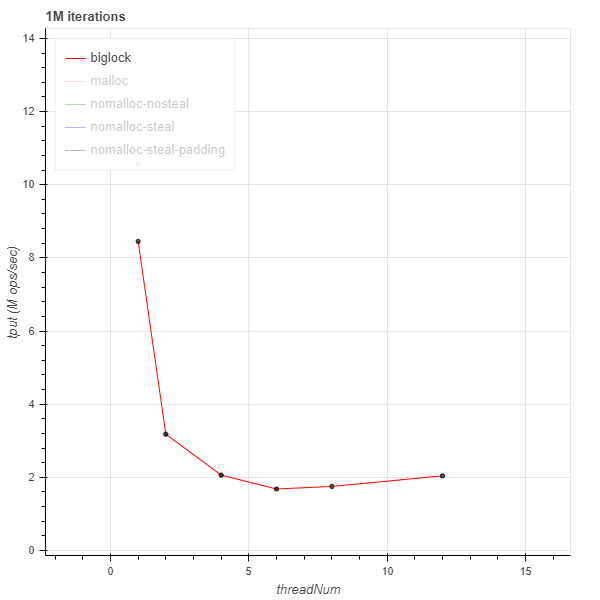 1M iterations
biglock
malloc
nomalloc-nosteal
nomalloc-steal
nomalloc-steal-padding
14
12
10
8
6
4
2
0
tput (M ops/sec)
0 5 10 15
threadNum